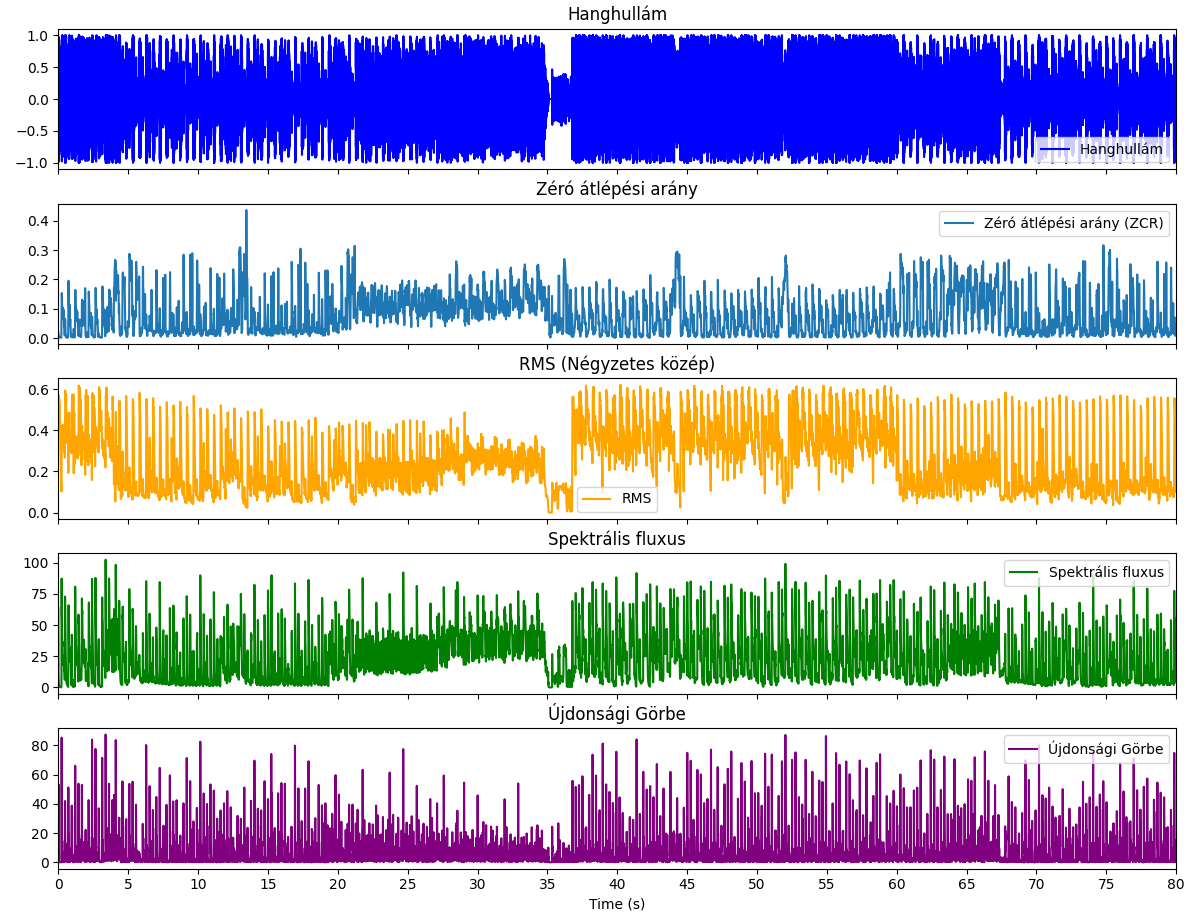 Hanghullám
1.0
0.5
0.0
−0.5
−1.0
Hanghullám
Zéró átlépési arány
0.4
0.3
0.2
0.1
0.0
Zéró átlépési arány (ZCR)
RMS (Négyzetes közép)
0.6
0.4
0.2
0.0
RMS
Spektrális fluxus
100
75
50
25
0
Spektrális fluxus
Újdonsági Görbe
80
60
40
20
0
Újdonsági Görbe
0 5 10 15 20 25 30 35 40 45 50 55 60 65 70 75 80
Time (s)